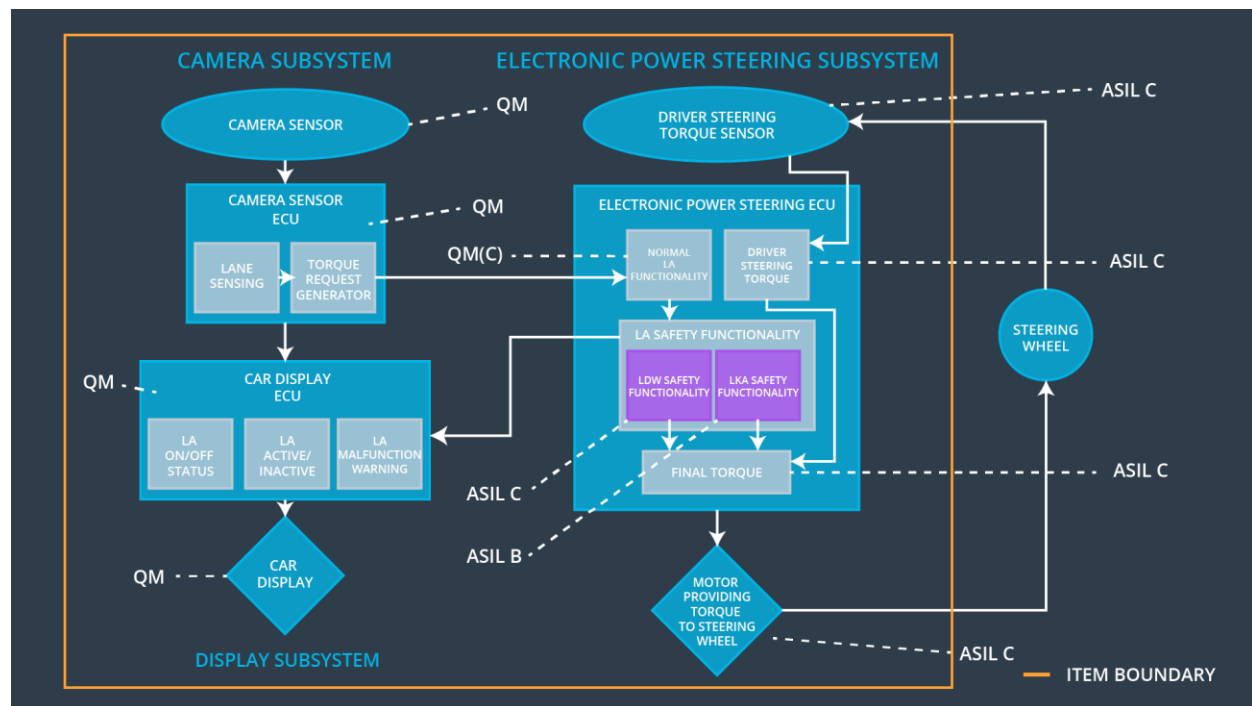 CAMERA SUBSYSTEM
ELECTRONIC POWER STEERING SUBSYSTEM
CAMERA SENSOR
QM
DRIVER STEERING
TORQUE SENSOR
ASIL C
CAMERA SENSOR
ECU
QM
LANE
SENSING
TORQUE
REQUEST
GENERATOR
ELECTRONIC POWER STEERING ECU
QM(C)
NORMAL
LA
FUNCTIONALITY
DRIVER
STEERING
TORQUE
ASIL C
LA SAFETY FUNCTIONALITY
LDW SAFETY
FUNCTIONALITY
LKA SAFETY
FUNCTIONALITY
STEERING
WHEEL
QM
CAR DISPLAY
ECU
LA
ON/OFF
STATUS
LA
ACTIVE/
INACTIVE
LA
MALFUNCTION
WARNING
FINAL TORQUE
ASIL C
ASIL C
ASIL B
QM
CAR
DISPLAY
MOTOR
PROVIDING
TORQUE
TO STEERING
WHEEL
ASIL C
DISPLAY SUBSYSTEM
ITEM BOUNDARY